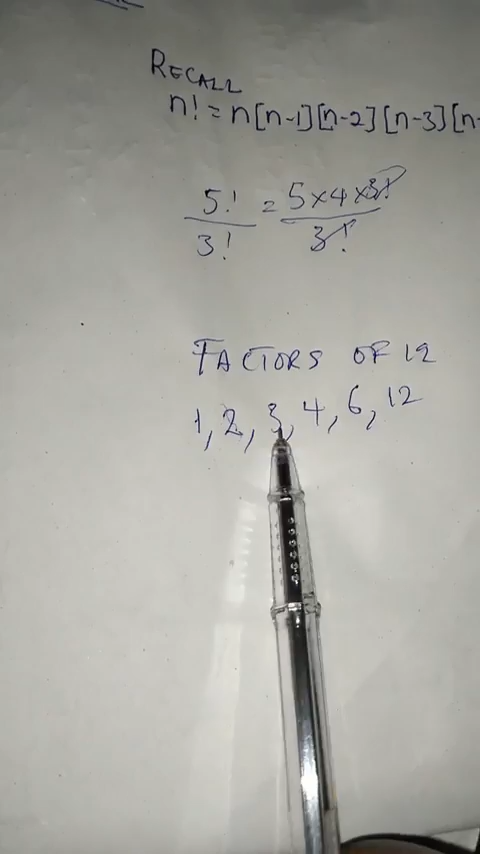 RECALL
n! = n[n-1][n-2][n-3][n-
5! = 5×4×3!
3! 3!
FACTORS OF 12
1, 2, 3, 4, 6, 12